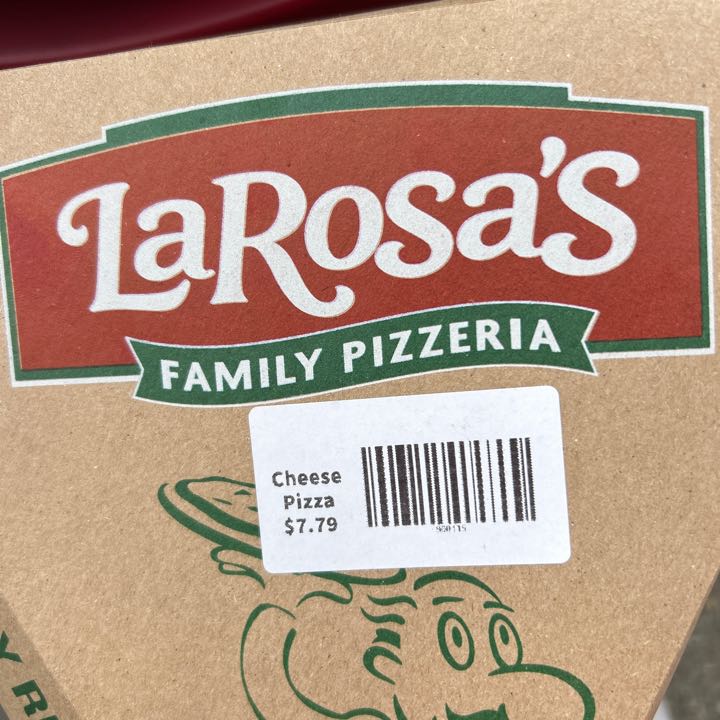 LaRosa's
FAMILY PIZZERIA
Cheese
Pizza
$7.79